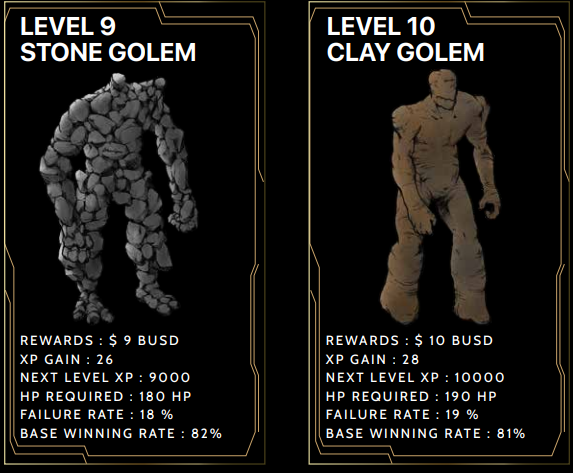 LEVEL 9
STONE GOLEM
REWARDS : $ 9 BUSD
XP GAIN : 26
NEXT LEVEL XP : 9000
HP REQUIRED : 180 HP
FAILURE RATE : 18 %
BASE WINNING RATE : 82%
LEVEL 10
CLAY GOLEM
REWARDS : $ 10 BUSD
XP GAIN : 28
NEXT LEVEL XP : 10000
HP REQUIRED : 190 HP
FAILURE RATE : 19 %
BASE WINNING RATE : 81%